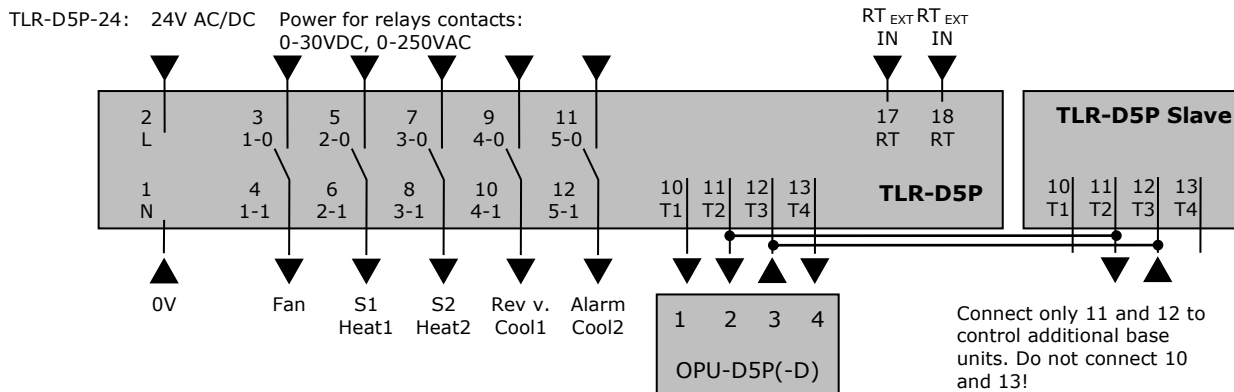 TLR-D5P-24: 24V AC/DC Power for relays contacts:
0-30VDC, 0-250VAC
RT EXT RT EXT
IN IN
2 3 5 7 9 11 17 18
L 1-0 2-0 3-0 4-0 5-0 RT RT
TLR-D5P Slave
1 4 6 8 10 12
N 1-1 2-1 3-1 4-1 5-1
10 11 12 13
T1 T2 T3 T4
TLR-D5P
10 11 12 13
T1 T2 T3 T4
0V Fan S1 S2 Rev v. Alarm
Heat1 Heat2 Cool1 Cool2
1 2 3 4
OPU-D5P(-D)
Connect only 11 and 12 to
control additional base
units. Do not connect 10
and 13!